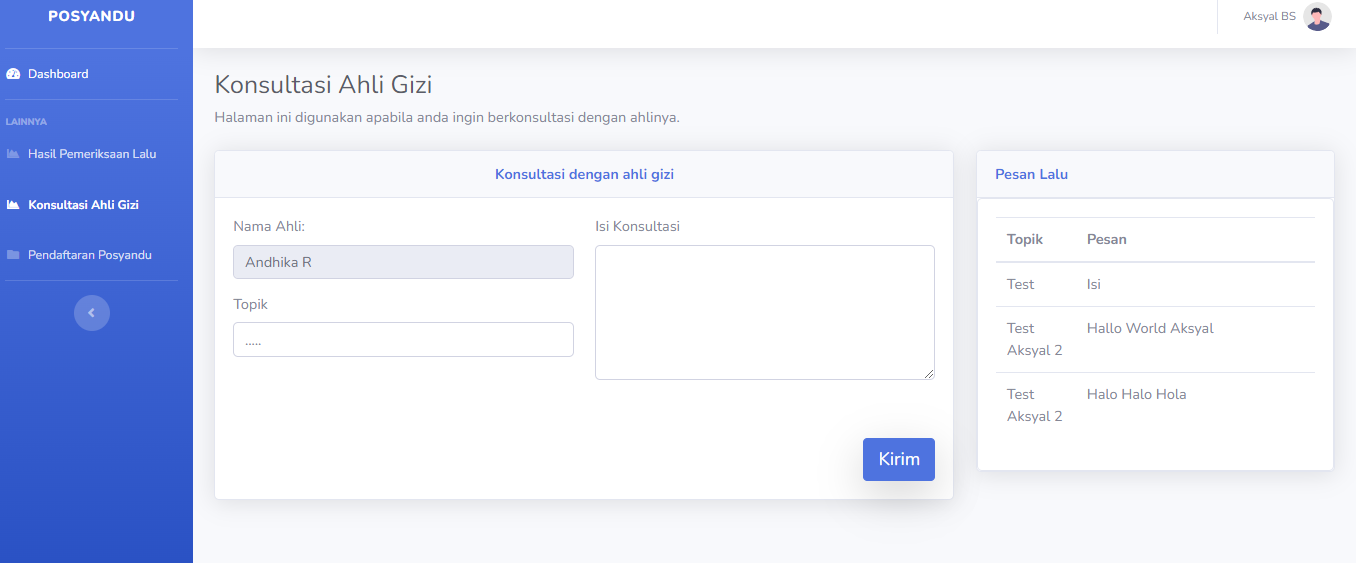 POSYANDU
Aksyal BS
Dashboard
LAINNYA
Hasil Pemeriksaan Lalu
Konsultasi Ahli Gizi
Pendaftaran Posyandu
Konsultasi Ahli Gizi
Halaman ini digunakan apabila anda ingin berkonsultasi dengan ahlinya.
Konsultasi dengan ahli gizi
Nama Ahli:
Andhika R
Topik
.....
Isi Konsultasi
Kirim
Pesan Lalu
Topik Pesan
Test Isi
Test Hallo World Aksyal
Aksyal 2
Test Halo Halo Hola
Aksyal 2